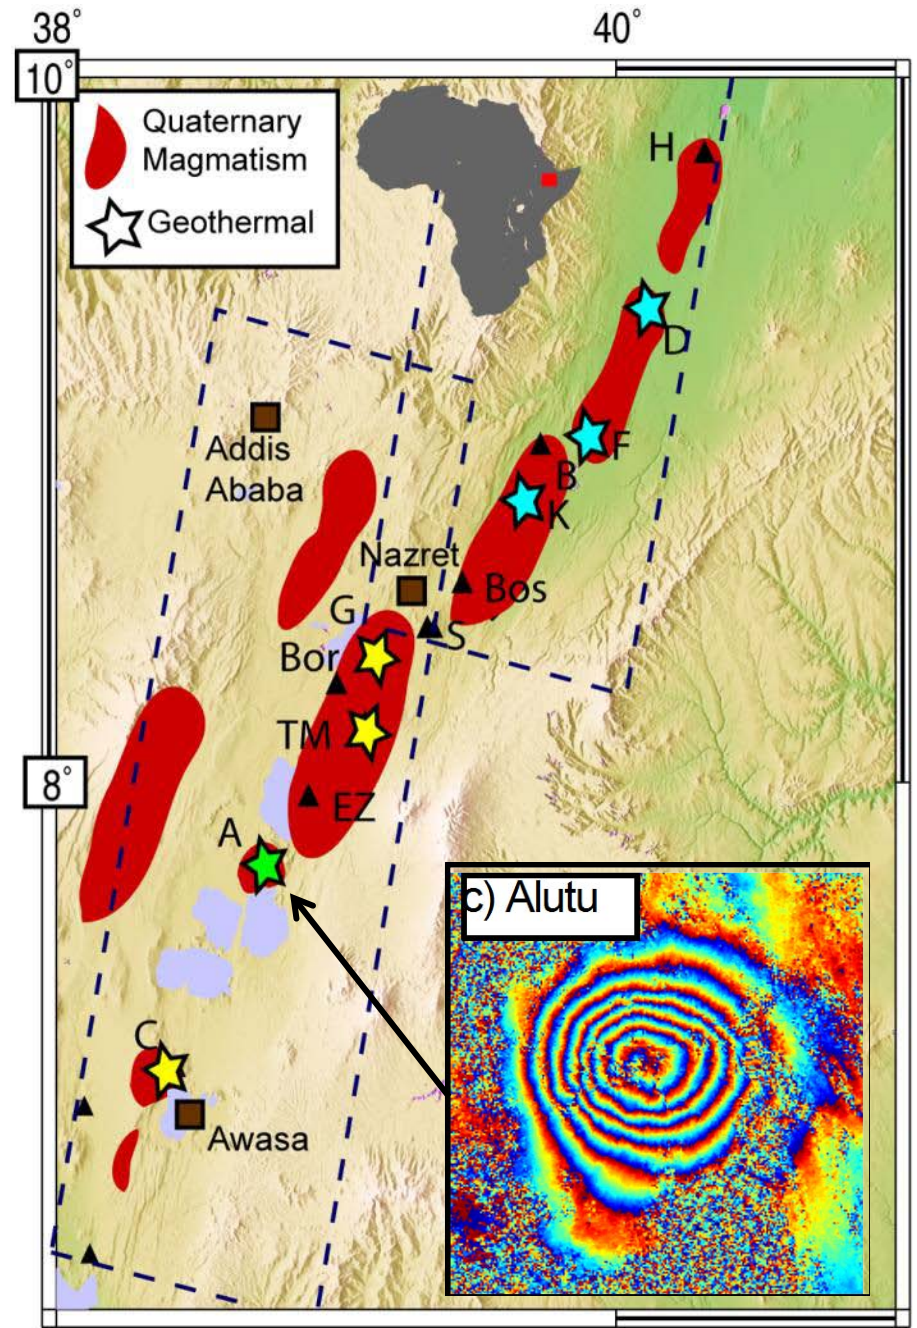 38°
40°
10°
Quaternary
Magmatism
Geothermal
H
D
Addis
Ababa
F
B
K
Nazret
Bos
G
S
Bor
TM
8°
EZ
A
c) Alutu
C
Awasa